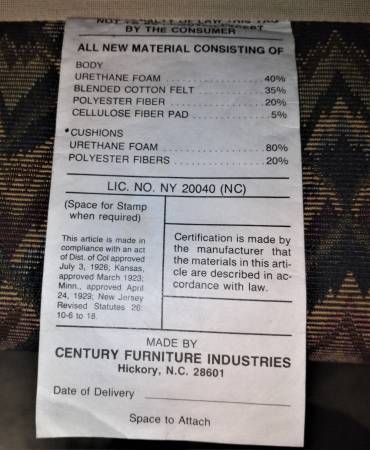 BY THE CONSUMER
ALL NEW MATERIAL CONSISTING OF
BODY
URETHANE FOAM .................. 40%
BLENDED COTTON FELT ........... 35%
POLYESTER FIBER ................ 20%
CELLULOSE FIBER PAD ............ 5%
*CUSHIONS
URETHANE FOAM .................. 80%
POLYESTER FIBERS ............... 20%
LIC. NO. NY 20040 (NC)
(Space for Stamp
when required)
This article is made in
compliance with an act
of Dist. of Col approved
July 3, 1926; Kansas,
approved March 1923;
Minn., approved April
24, 1929; New Jersey
Revised Statutes 26:
10-6 to 18.
Certification is made by
the manufacturer that
the materials in this arti-
cle are described in ac-
cordance with law.
MADE BY
CENTURY FURNITURE INDUSTRIES
Hickory, N.C. 28601
Date of Delivery
Space to Attach